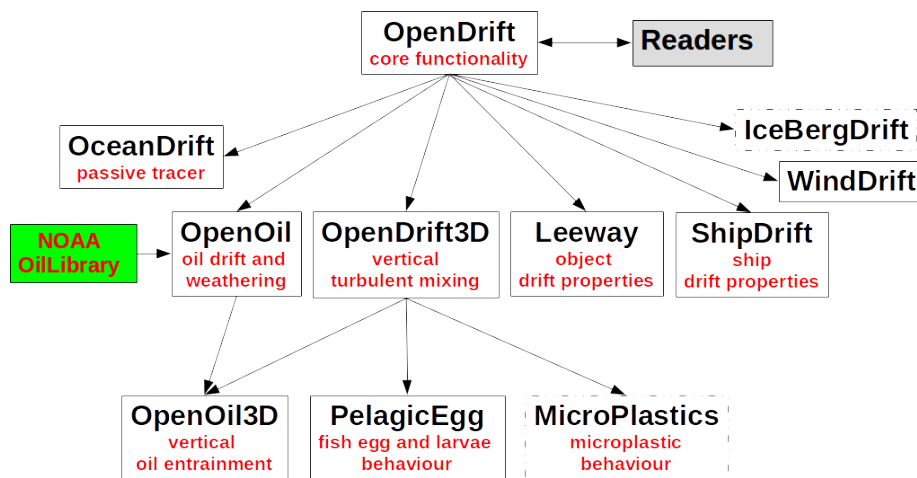 OpenDrift
core functionality
Readers
IceBergDrift
OceanDrift
passive tracer
WindDrift
NOAA
OilLibrary
OpenOil
oil drift and
weathering
OpenDrift3D
vertical
turbulent mixing
Leeway
object
drift properties
ShipDrift
ship
drift properties
OpenOil3D
vertical
oil entrainment
PelagicEgg
fish egg and larvae
behaviour
MicroPlastics
microplastic
behaviour